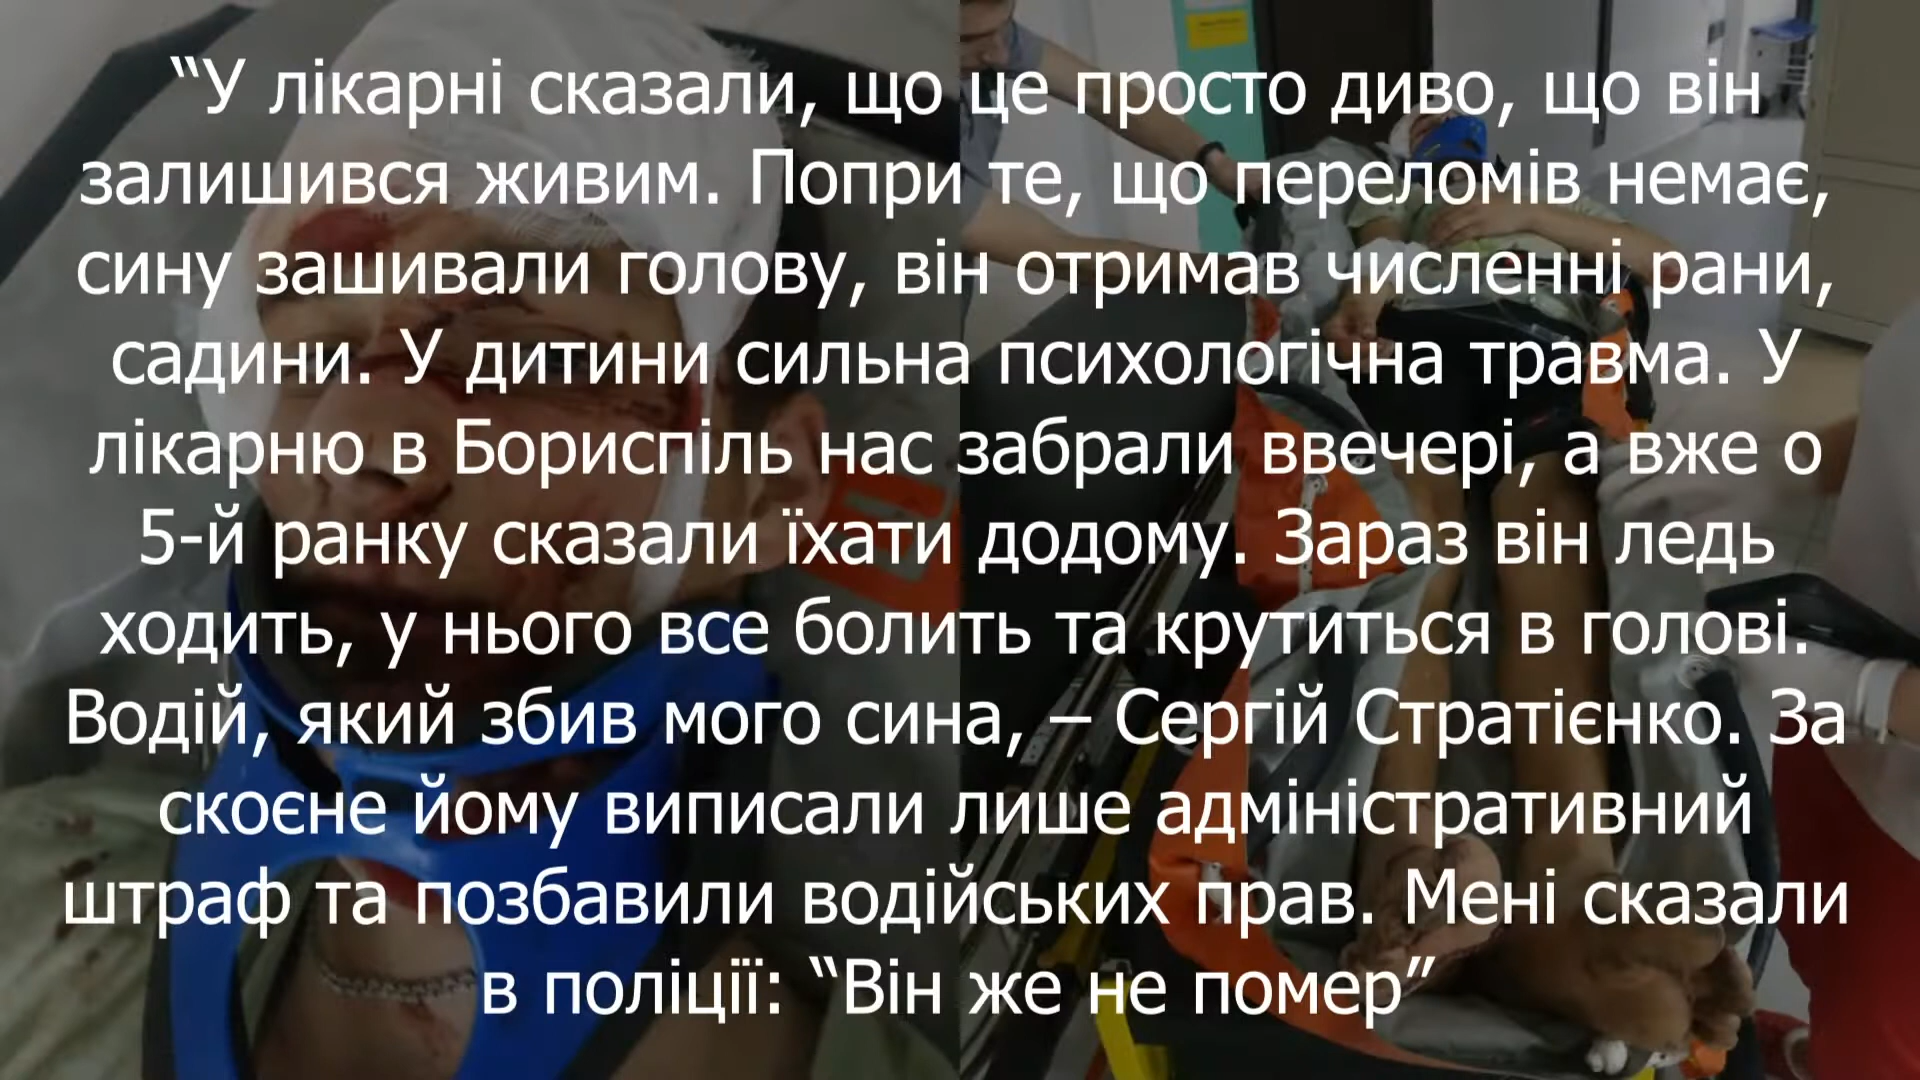 “У лікарні сказали, що це просто диво, що він
залишився живим. Попри те, що переломів немає,
сину зашивали голову, він отримав численні рани,
садини. У дитини сильна психологічна травма. У
лікарню в Бориспіль нас забрали ввечері, а вже о
5-й ранку сказали їхати додому. Зараз він ледь
ходить, у нього все болить та крутиться в голові.
Водій, який збив мого сина, – Сергій Стратієнко. За
скоєне йому виписали лише адміністративний
штраф та позбавили водійських прав. Мені сказали
в поліції: “Він же не помер”